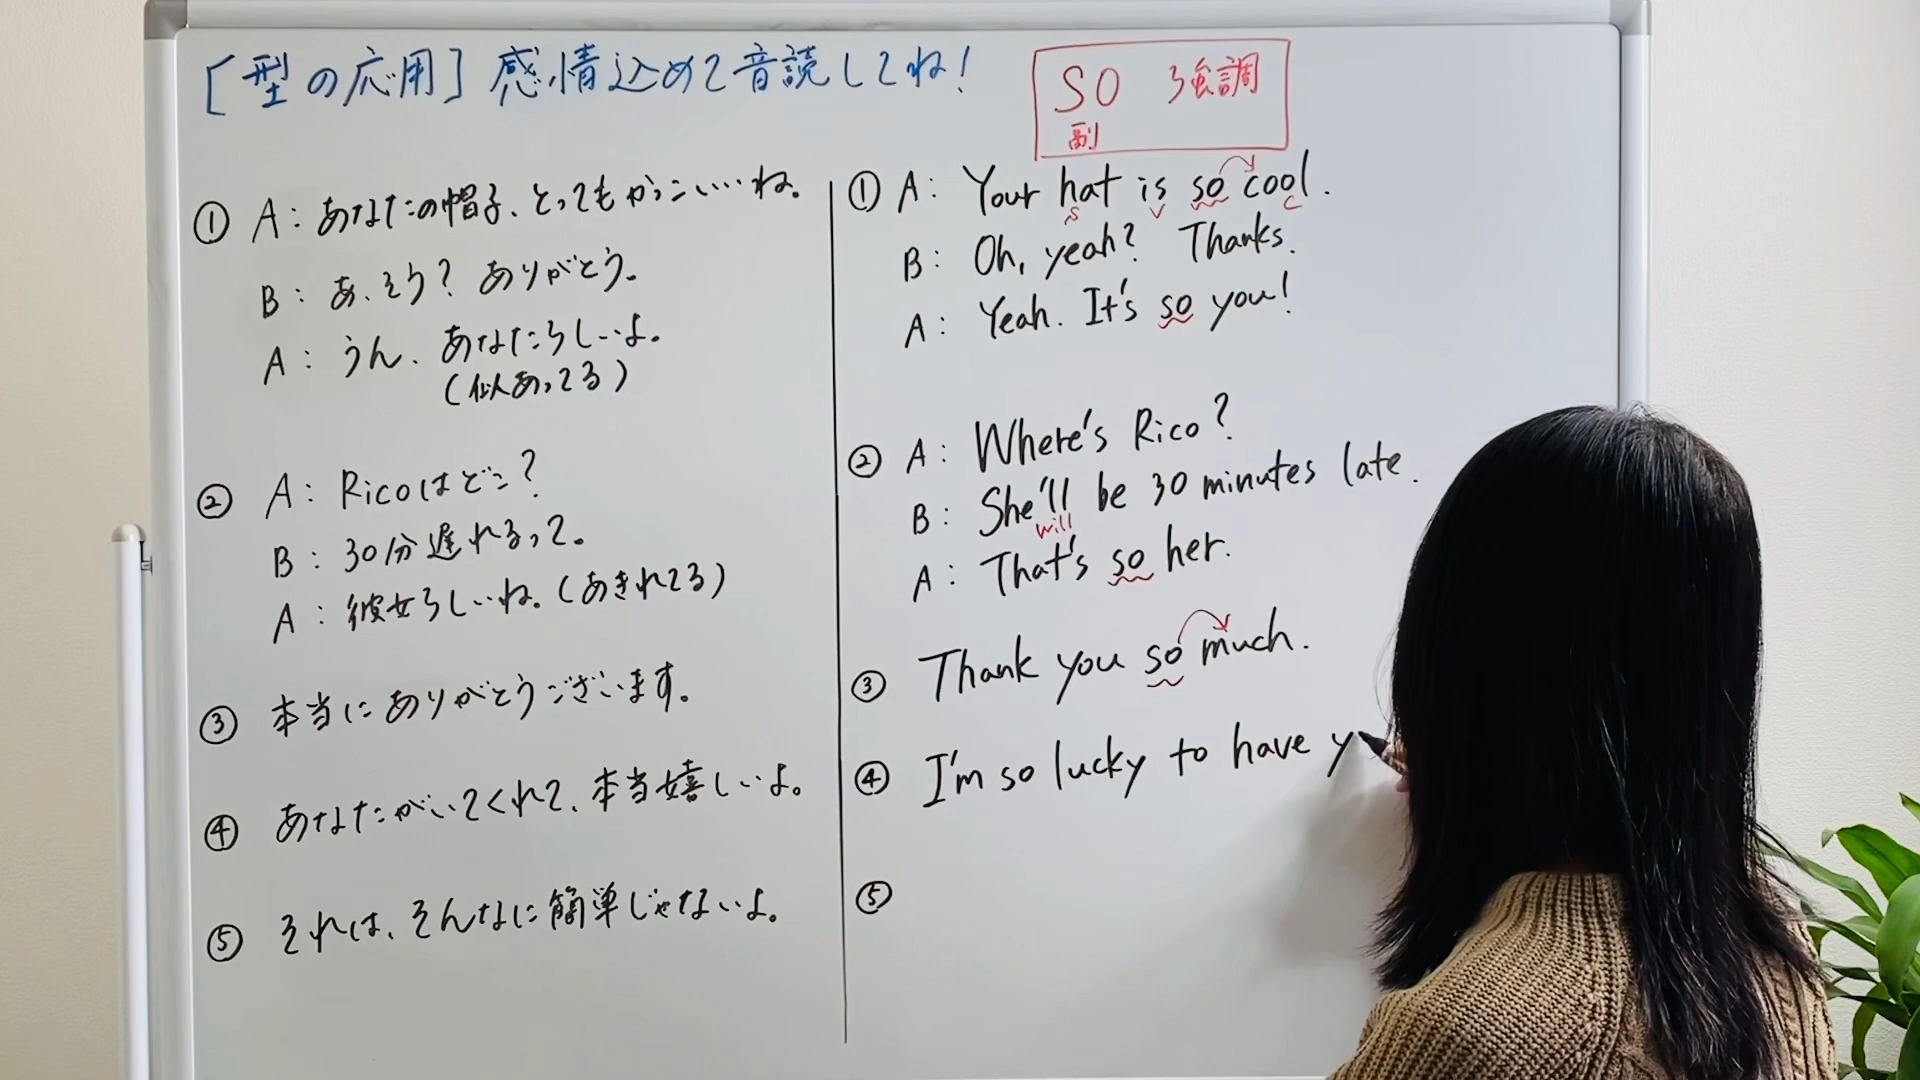 [型の応用] 感情込めて音読してね!
SO 強調
副
① A: あなたの帽子、とってもかっこいい…ね。
B: あ、そう? ありがとう。
A: うん、あなたらしいよ。
(似あってる)
② A: Ricoはどこ?
B: 30分遅れるって。
A: 彼女らしいね。(あきれてる)
③ 本当にありがとうございます。
④ あなたがいてくれて、本当嬉しいよ。
⑤ それは、そんなに簡単じゃないよ。
① A: Your hat is so cool.
S V C
B: Oh, yeah? Thanks.
A: Yeah. It's so you!
② A: Where's Rico?
B: She'll be 30 minutes late.
will
A: That's so her.
③ Thank you so much.
④ I'm so lucky to have y
⑤